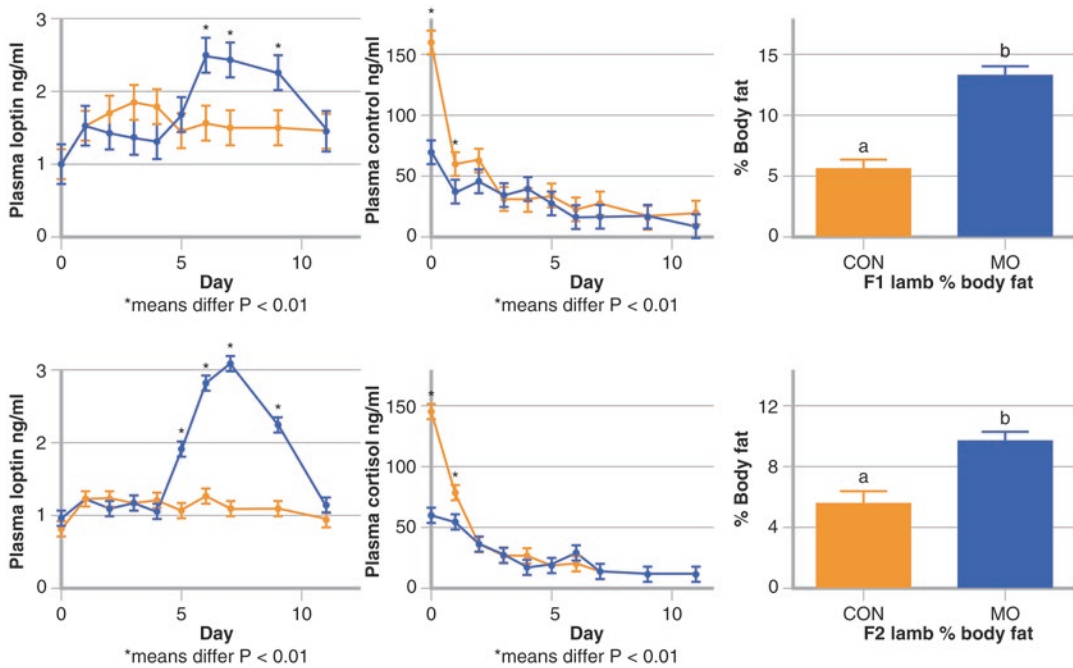 Plasma loptin ng/ml
3
2
1
0
0
5
10
* * *
Day
*means differ P < 0.01
Plasma control ng/ml
150
100
50
0
0
5
10
*
*
Day
*means differ P < 0.01
% Body fat
15
10
5
0
a
b
CON
MO
F1 lamb % body fat
Plasma loptin ng/ml
3
2
1
0
0
5
10
* * * *
Day
*means differ P < 0.01
Plasma cortisol ng/ml
150
100
50
0
0
5
10
*
*
Day
*means differ P < 0.01
% Body fat
12
8
4
0
a
b
CON
MO
F2 lamb % body fat